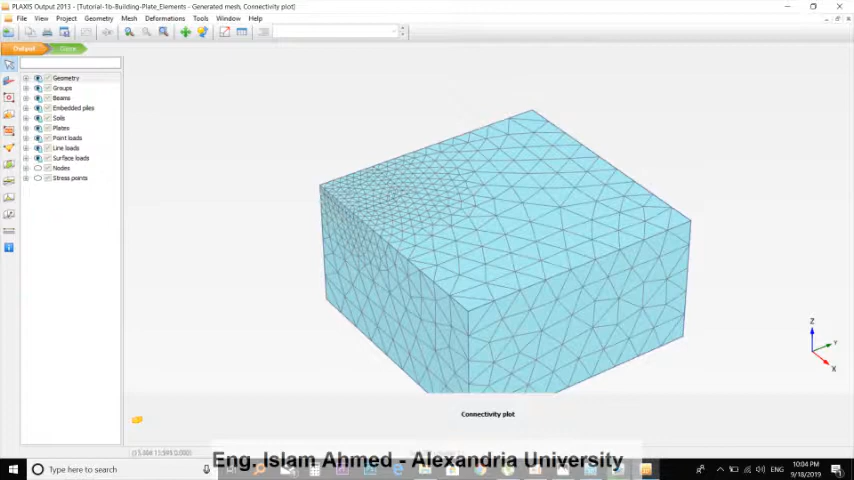 PLAXIS Output 2013 - [Tutorial-1b-Building-Plate_Elements - Generated mesh, Connectivity plot]
File View Project Geometry Mesh Deformations Tools Window Help
Output Close
Geometry
Groups
Beams
Embedded piles
Soils
Plates
Point loads
Line loads
Surface loads
Nodes
Stress points
Z
Y
X
Connectivity plot
Eng. Islam Ahmed - Alexandria University
Type here to search
10:04 PM
9/18/2019